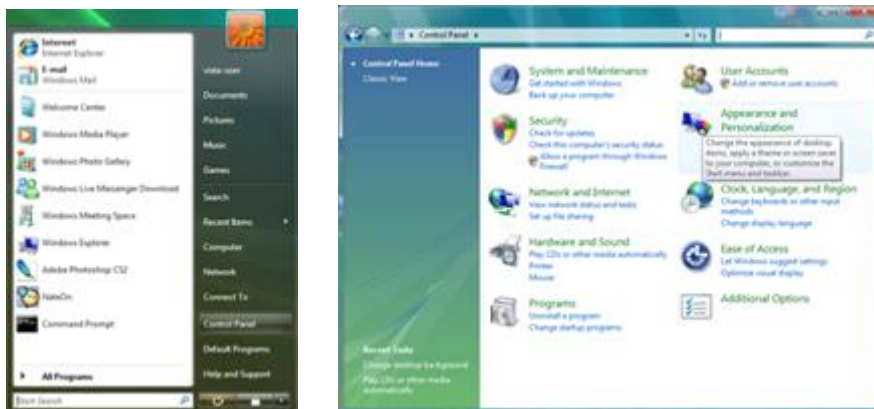 Internet
Internet Explorer
E-mail
Windows Mail
Welcome Center
Windows Media Player
Windows Photo Gallery
Windows Live Messenger Download
Windows Meeting Space
Windows Explorer
Adobe Photoshop CS2
NateOn
Command Prompt
All Programs
Start Search
vista user
Documents
Pictures
Music
Games
Search
Recent Items
Computer
Network
Connect To
Control Panel
Default Programs
Help and Support
Control Panel
Control Panel Home
Classic View
System and Maintenance
Get started with Windows
Back up your computer
Security
Check for updates
Check this computer's security status
Allow a program through Windows
Firewall
Network and Internet
View network status and tasks
Set up file sharing
Hardware and Sound
Play CDs or other media automatically
Printer
Mouse
Programs
Uninstall a program
Change startup programs
User Accounts
Add or remove user accounts
Appearance and
Personalization
Change the appearance of desktop
items, apply a theme or screen saver
to your computer, or customize the
Start menu and taskbar.
Clock, Language, and Region
Change keyboards or other input
methods
Change display language
Ease of Access
Let Windows suggest settings
Optimize visual display
Additional Options
Recent Tasks
Change desktop background
Play CDs or other media
automatically